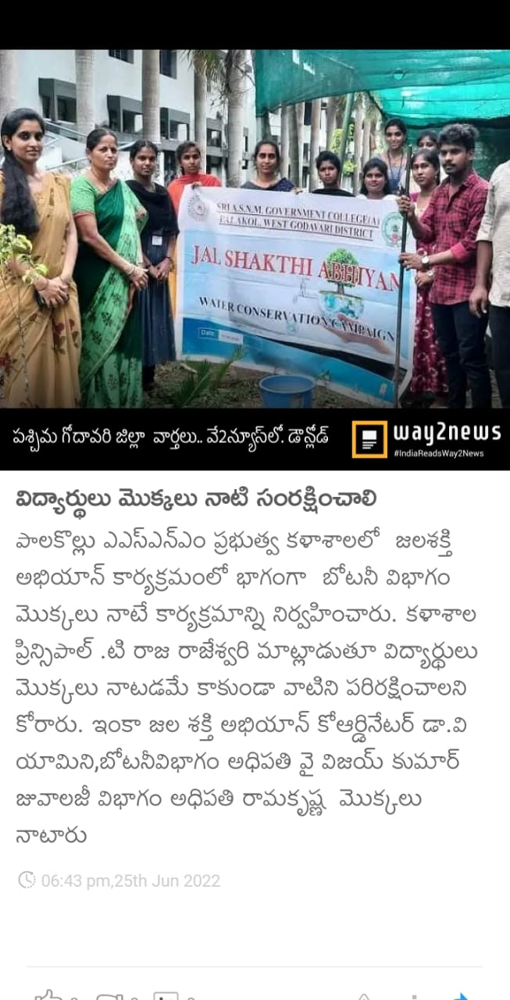 SRI A.S.N.M. GOVERNMENT COLLEGE(A)
PALAKOL, WEST GODAVARI DISTRICT
JAL SHAKTHI ABHIYAN
WATER CONSERVATION CAMPAIGN
Date:
పశ్చిమ గోదావరి జిల్లా వార్తలు.. వే2న్యూస్‌లో. డౌన్లోడ్
way2news
#IndiaReadsWay2News
విద్యార్థులు మొక్కలు నాటి సంరక్షించాలి
పాలకొల్లు ఎఎస్ఎన్ఎం ప్రభుత్వ కళాశాలలో జలశక్తి
అభియాన్ కార్యక్రమంలో భాగంగా బోటనీ విభాగం
మొక్కలు నాటే కార్యక్రమాన్ని నిర్వహించారు. కళాశాల
ప్రిన్సిపాల్ .టి రాజ రాజేశ్వరి మాట్లాడుతూ విద్యార్థులు
మొక్కలు నాటడమే కాకుండా వాటిని పరిరక్షించాలని
కోరారు. ఇంకా జల శక్తి అభియాన్ కోఆర్డినేటర్ డా.వి
యామిని,బోటనీవిభాగం అధిపతి వై విజయ్ కుమార్
జువాలజీ విభాగం అధిపతి రామకృష్ణ మొక్కలు
నాటారు
06:43 pm,25th Jun 2022